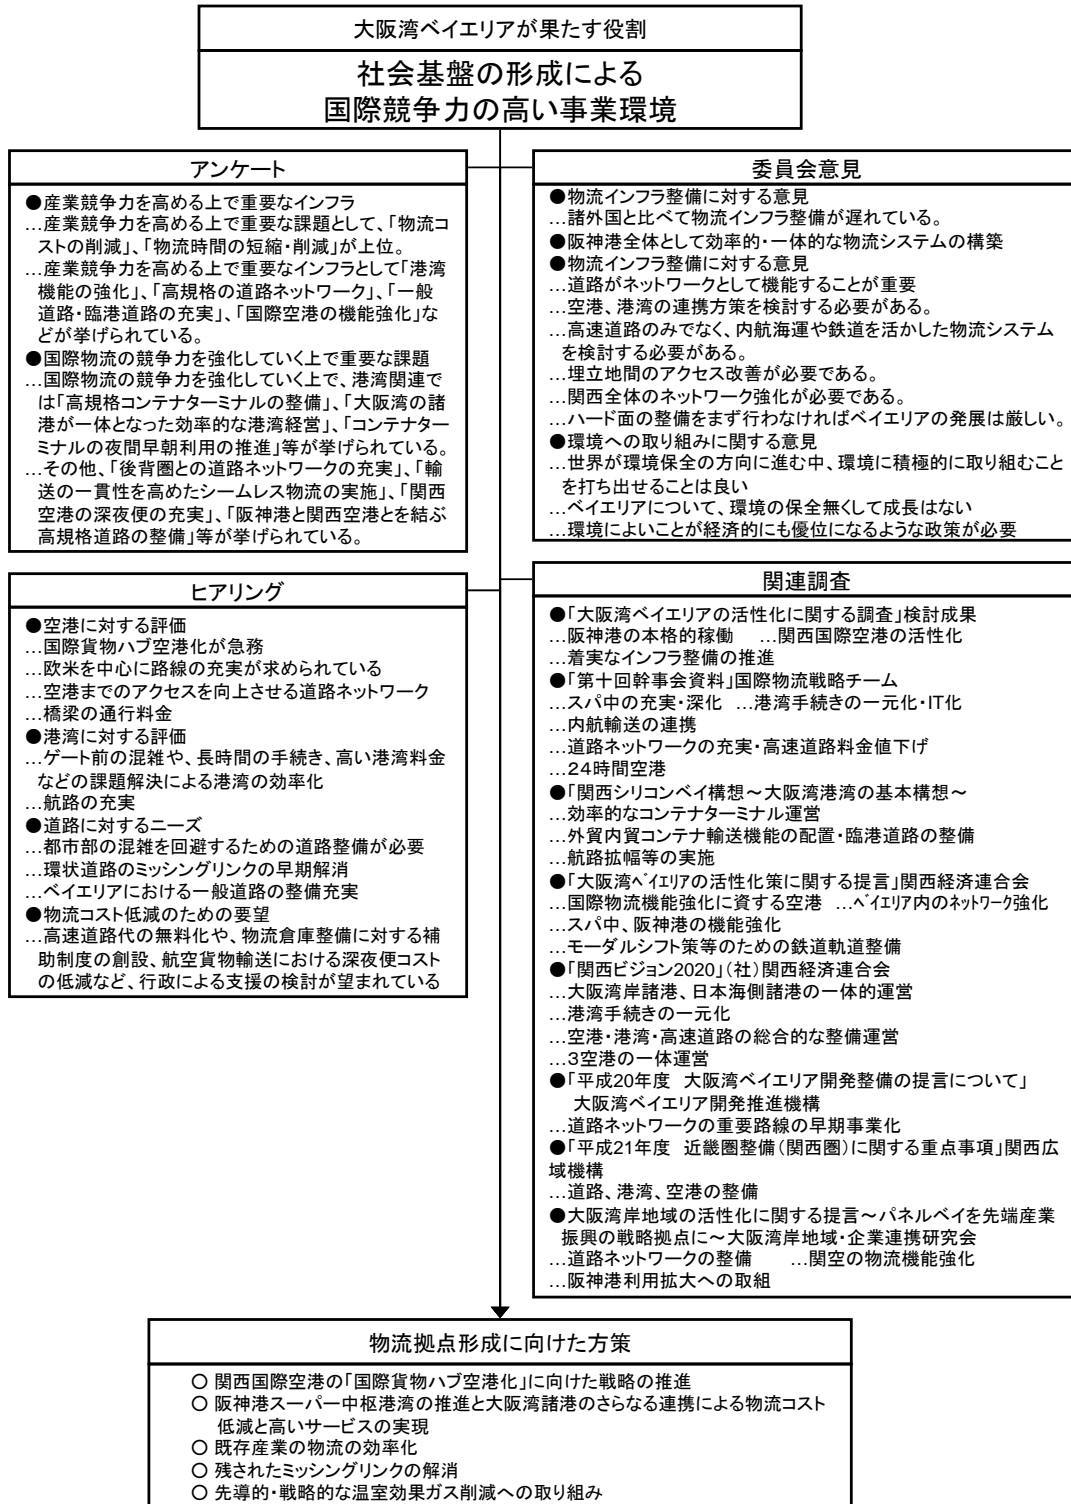 大阪湾ベイエリアが果たす役割
社会基盤の形成による
国際競争力の高い事業環境
アンケート
●産業競争力を高める上で重要なインフラ
…産業競争力を高める上で重要な課題として、「物流コ
ストの削減」、「物流時間の短縮・削減」が上位。
…産業競争力を高める上で重要なインフラとして「港湾
機能の強化」、「高規格の道路ネットワーク」、「一般
道路・臨港道路の充実」、「国際空港の機能強化」な
どが挙げられている。
●国際物流の競争力を強化していく上で重要な課題
…国際物流の競争力を強化していく上で、港湾関連で
は「高規格コンテナターミナルの整備」、「大阪湾の諸
港が一体となった効率的な港湾経営」、「コンテナター
ミナルの夜間早朝利用の推進」等が挙げられている。
…その他、「後背圏との道路ネットワークの充実」、「輸
送の一貫性を高めたシームレス物流の実施」、「関西
空港の深夜便の充実」、「阪神港と関西空港とを結ぶ
高規格道路の整備」等が挙げられている。
委員会意見
●物流インフラ整備に対する意見
…諸外国と比べて物流インフラ整備が遅れている。
●阪神港全体として効率的・一体的な物流システムの構築
●物流インフラ整備に対する意見
…道路がネットワークとして機能することが重要
…空港、港湾の連携方策を検討する必要がある。
…高速道路のみでなく、内航海運や鉄道を活かした物流システム
を検討する必要がある。
…埋立地間のアクセス改善が必要である。
…関西全体のネットワーク強化が必要である。
…ハード面の整備をまず行わなければベイエリアの発展は厳しい。
●環境への取り組みに関する意見
…世界が環境保全の方向に進む中、環境に積極的に取り組むこと
を打ち出せることは良い
…ベイエリアについて、環境の保全無くして成長はない
…環境によいことが経済的にも優位になるような政策が必要
ヒアリング
●空港に対する評価
…国際貨物ハブ空港化が急務
…欧米を中心に路線の充実が求められている
…空港までのアクセスを向上させる道路ネットワーク
…橋梁の通行料金
●港湾に対する評価
…ゲート前の混雑や、長時間の手続き、高い港湾料金
などの課題解決による港湾の効率化
…航路の充実
●道路に対するニーズ
…都市部の混雑を回避するための道路整備が必要
…環状道路のミッシングリンクの早期解消
…ベイエリアにおける一般道路の整備充実
●物流コスト低減のための要望
…高速道路代の無料化や、物流倉庫整備に対する補
助制度の創設、航空貨物輸送における深夜便コスト
の低減など、行政による支援の検討が望まれている
関連調査
●「大阪湾ベイエリアの活性化に関する調査」検討成果
…阪神港の本格的稼働 …関西国際空港の活性化
…着実なインフラ整備の推進
●「第十回幹事会資料」国際物流戦略チーム
…スパ中の充実・深化 …港湾手続きの一元化・IT化
…内航輸送の連携
…道路ネットワークの充実・高速道路料金値下げ
…24時間空港
●「関西シリコンベイ構想～大阪湾港湾の基本構想～
…効率的なコンテナターミナル運営
…外貿内貿コンテナ輸送機能の配置・臨港道路の整備
…航路拡幅等の実施
●「大阪湾ﾍﾞｲｴﾘｱの活性化策に関する提言」関西経済連合会
…国際物流機能強化に資する空港 …ﾍﾞｲｴﾘｱ内のネットワーク強化
…スパ中、阪神港の機能強化
…モーダルシフト策等のための鉄道軌道整備
●「関西ビジョン2020」(社)関西経済連合会
…大阪湾岸諸港、日本海側諸港の一体的運営
…港湾手続きの一元化
…空港・港湾・高速道路の総合的な整備運営
…3空港の一体運営
●「平成20年度 大阪湾ベイエリア開発整備の提言について」
大阪湾ベイエリア開発推進機構
…道路ネットワークの重要路線の早期事業化
●「平成21年度 近畿圏整備(関西圏)に関する重点事項」関西広
域機構
…道路、港湾、空港の整備
●大阪湾岸地域の活性化に関する提言～パネルベイを先端産業
振興の戦略拠点に～大阪湾岸地域・企業連携研究会
…道路ネットワークの整備 …関空の物流機能強化
…阪神港利用拡大への取組
物流拠点形成に向けた方策
○ 関西国際空港の「国際貨物ハブ空港化」に向けた戦略の推進
○ 阪神港スーパー中枢港湾の推進と大阪湾諸港のさらなる連携による物流コスト
低減と高いサービスの実現
○ 既存産業の物流の効率化
○ 残されたミッシングリンクの解消
○ 先導的・戦略的な温室効果ガス削減への取り組み